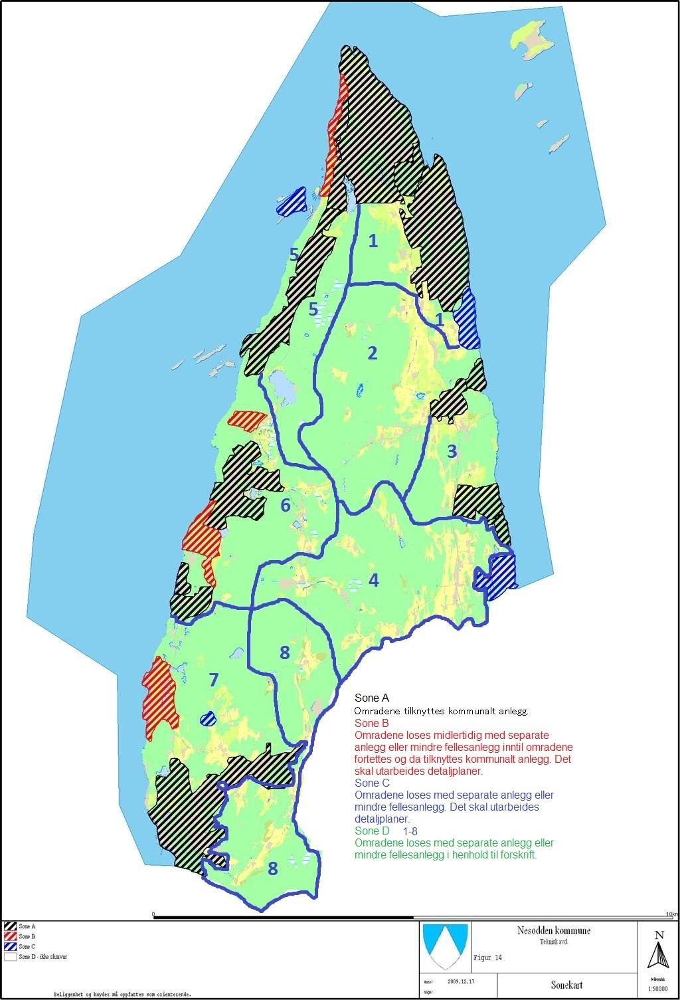 5
1
5
1
2
3
6
4
8
7
8
Sone A
Omradene tilknyttes kommunalt anlegg.
Sone B
Omradene loses midlertidig med separate
anlegg eller mindre fellesanlegg inntil omradene
fortettes og da tilknyttes kommunalt anlegg. Det
skal utarbeides detaljplaner.
Sone C
Omradene loses med separate anlegg eller
mindre fellesanlegg. Det skal utarbeides
detaljplaner.
Sone D 1-8
Omradene loses med separate anlegg eller
mindre fellesanlegg i henhold til forskrift.
0 10km
Sone A
Sone B
Sone C
Sone D - ikke skravur
Beliggenhet og høyder må oppfattes som orienterende.
Nesodden kommune
Teknisk avd.
Figur 14
Dato: 2009.12.17
Sign:
Sonekart
N
Målestokk
1:50000